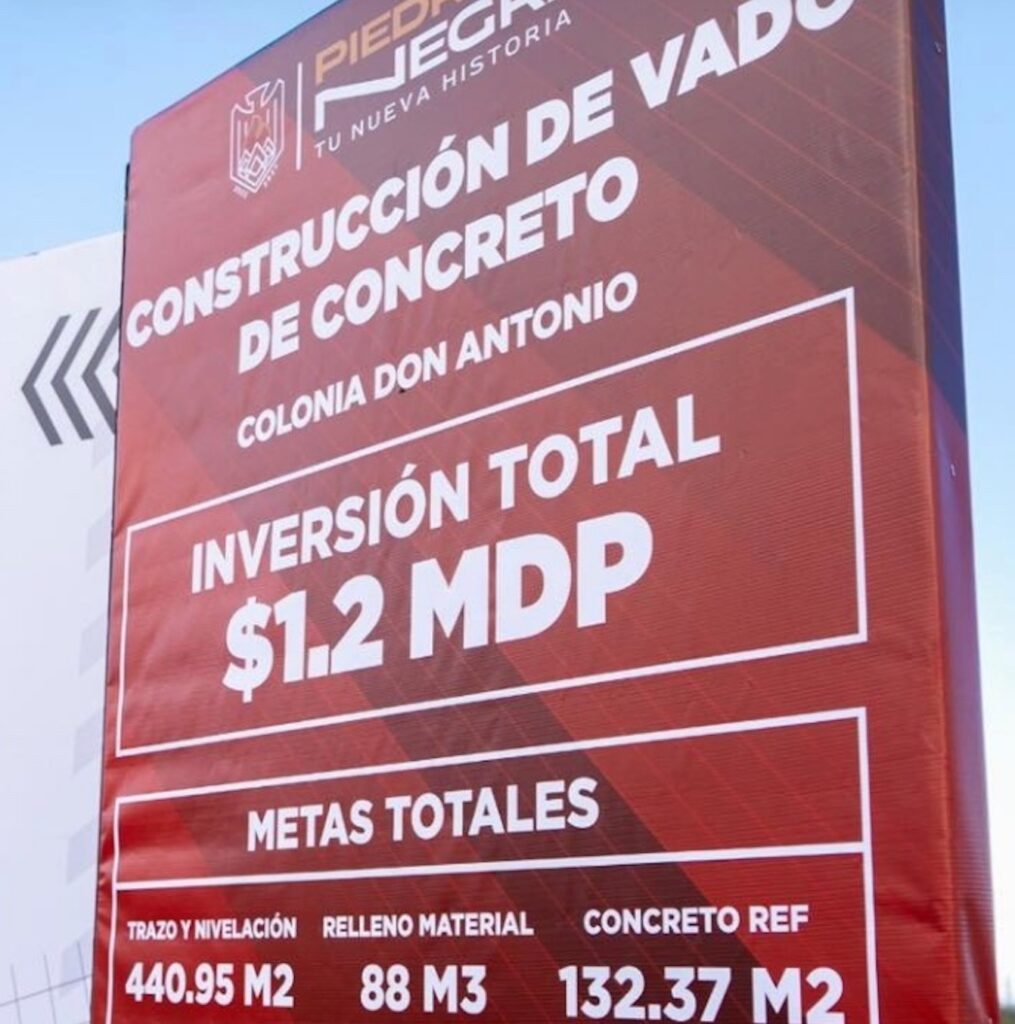 TU NUEVA HISTORIA
CONSTRUCCIÓN DE VADO
DE CONCRETO
COLONIA DON ANTONIO
INVERSIÓN TOTAL
$1.2 MDP
METAS TOTALES
TRAZO Y NIVELACIÓN RELLENO MATERIAL CONCRETO REF
440.95 M2 88 M3 132.37 M2